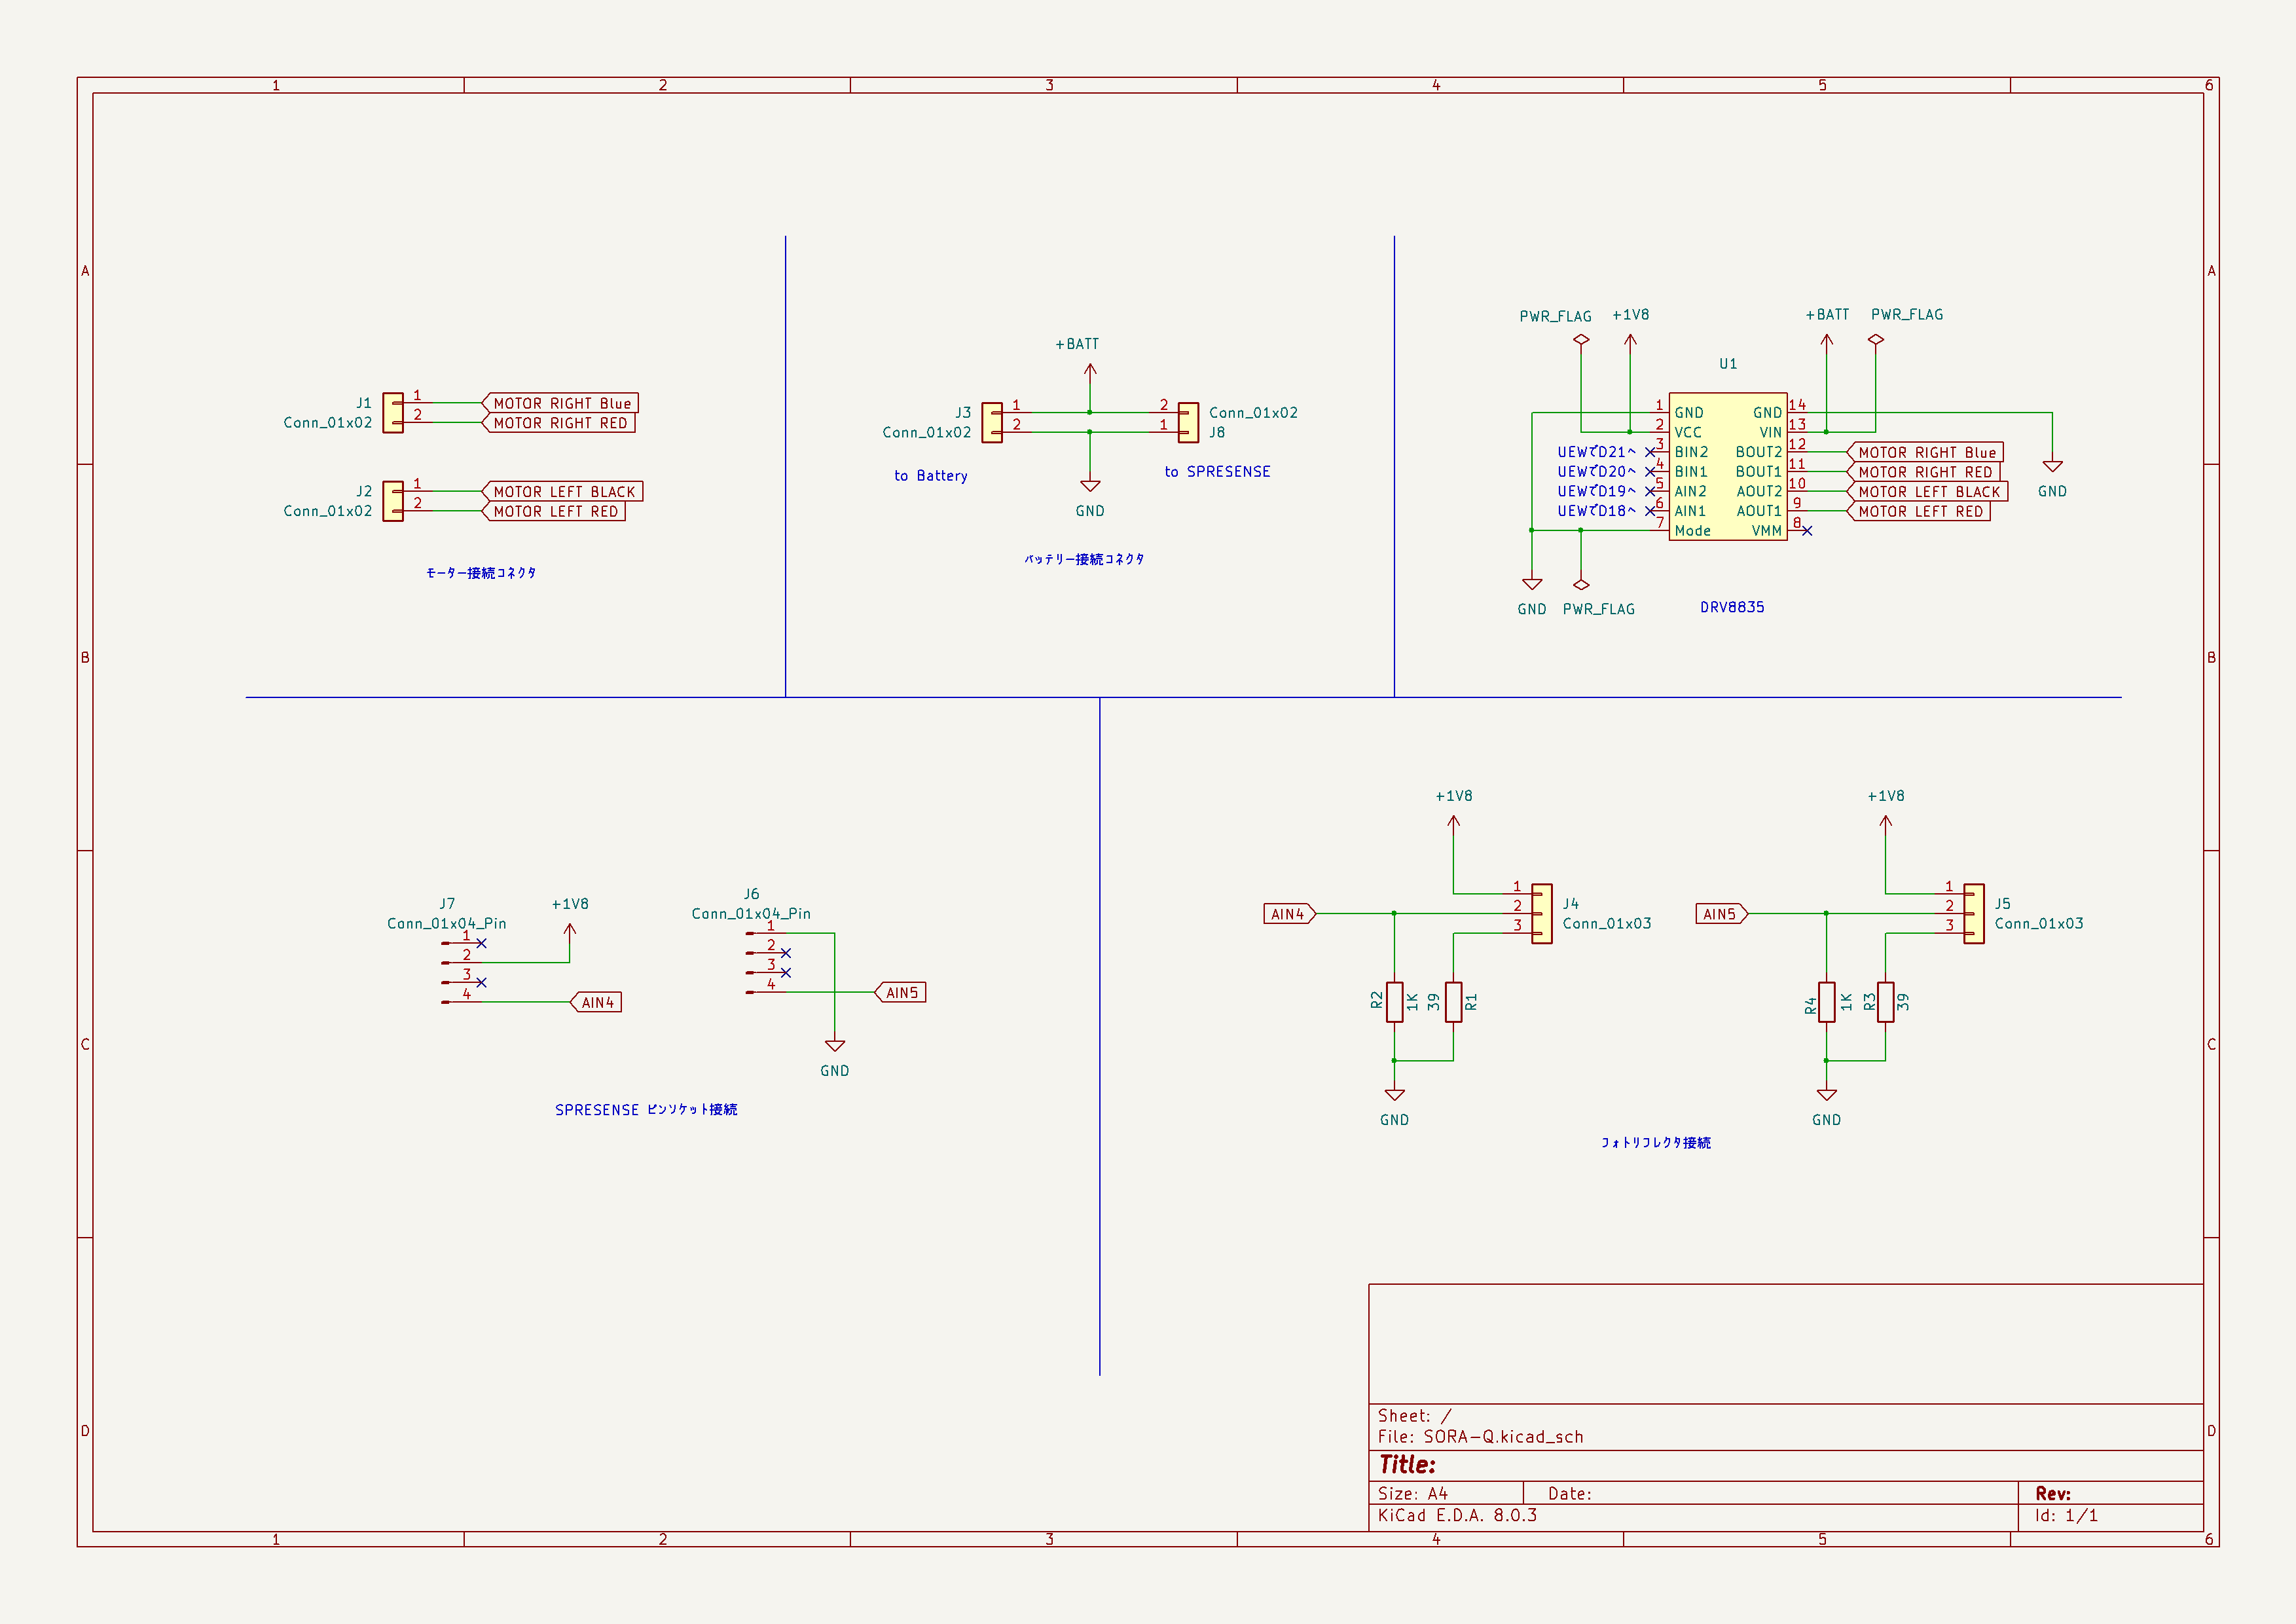 1 2 3 4 5 6
A A
B B
C C
D D
J1
Conn_01x02
1
2
MOTOR RIGHT Blue
MOTOR RIGHT RED
J2
Conn_01x02
1
2
MOTOR LEFT BLACK
MOTOR LEFT RED
モーター接続コネクタ
+BATT
J3
Conn_01x02
1
2
2
1
Conn_01x02
J8
to Battery
to SPRESENSE
GND
バッテリー接続コネクタ
PWR_FLAG
+1V8
+BATT
PWR_FLAG
U1
1 GND GND 14
2 VCC VIN 13
UEWでD21へ 3 BIN2 BOUT2 12 MOTOR RIGHT Blue
UEWでD20へ 4 BIN1 BOUT1 11 MOTOR RIGHT RED
UEWでD19へ 5 AIN2 AOUT2 10 MOTOR LEFT BLACK
UEWでD18へ 6 AIN1 AOUT1 9 MOTOR LEFT RED
7 Mode VMM 8
GND
GND
PWR_FLAG
DRV8835
J7
Conn_01x04_Pin
1
2
3
4
+1V8
AIN4
J6
Conn_01x04_Pin
1
2
3
4
AIN5
GND
SPRESENSE ピンソケット接続
+1V8
AIN4
1
2
3
J4
Conn_01x03
R2
1K
39
R1
GND
+1V8
AIN5
1
2
3
J5
Conn_01x03
R4
1K
R3
39
GND
フォトリフレクタ接続
Sheet: /
File: SORA-Q.kicad_sch
Title:
Size: A4 Date: Rev:
KiCad E.D.A. 8.0.3 Id: 1/1
1 2 3 4 5 6